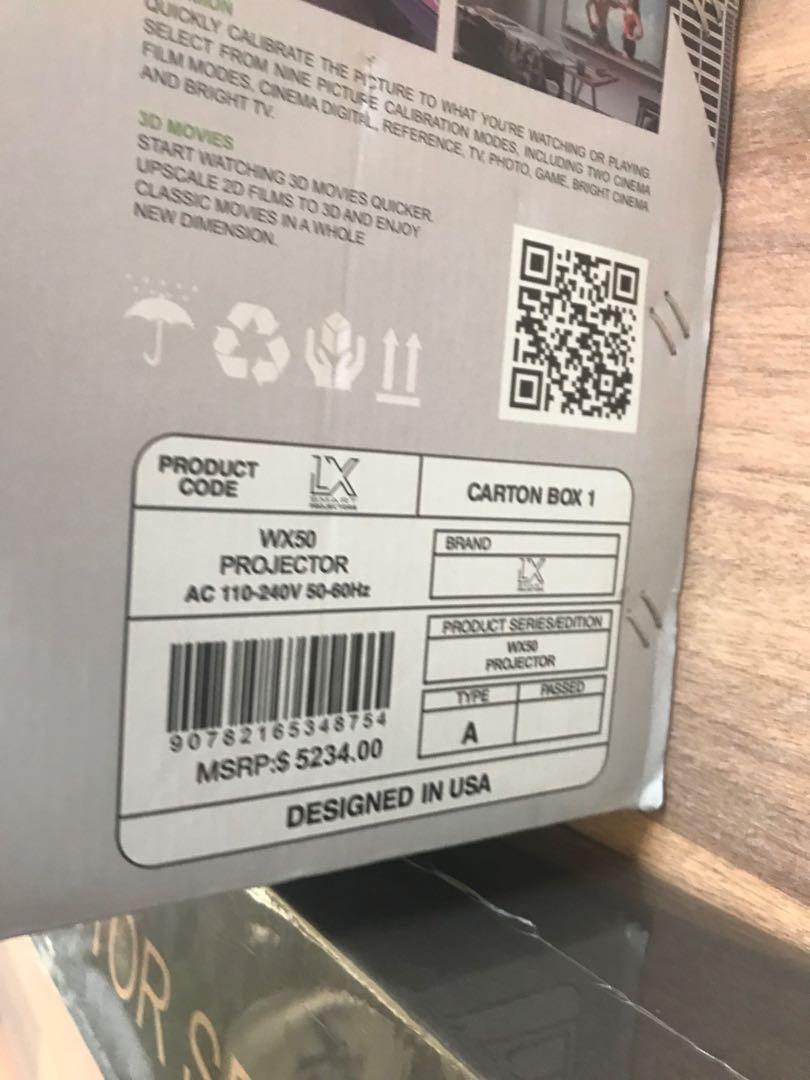 QUICKLY CALIBRATE THE PICTURE TO WHAT YOU'RE WATCHING OR PLAYING.
SELECT FROM NINE PICTURE CALIBRATION MODES, INCLUDING TWO CINEMA
FILM MODES, CINEMA DIGITAL, REFERENCE, TV, PHOTO, GAME, BRIGHT CINEMA
AND BRIGHT TV.
3D MOVIES
START WATCHING 3D MOVIES QUICKER.
UPSCALE 2D FILMS TO 3D AND ENJOY
CLASSIC MOVIES IN A WHOLE
NEW DIMENSION.
PRODUCT
CODE
LX
CARTON BOX 1
WX50
PROJECTOR
AC 110-240V 50-60Hz
BRAND
LX
PRODUCT SERIES/EDITION
WX50
PROJECTOR
TYPE
PASSED
A
90782165348754
MSRP:$ 5234.00
DESIGNED IN USA